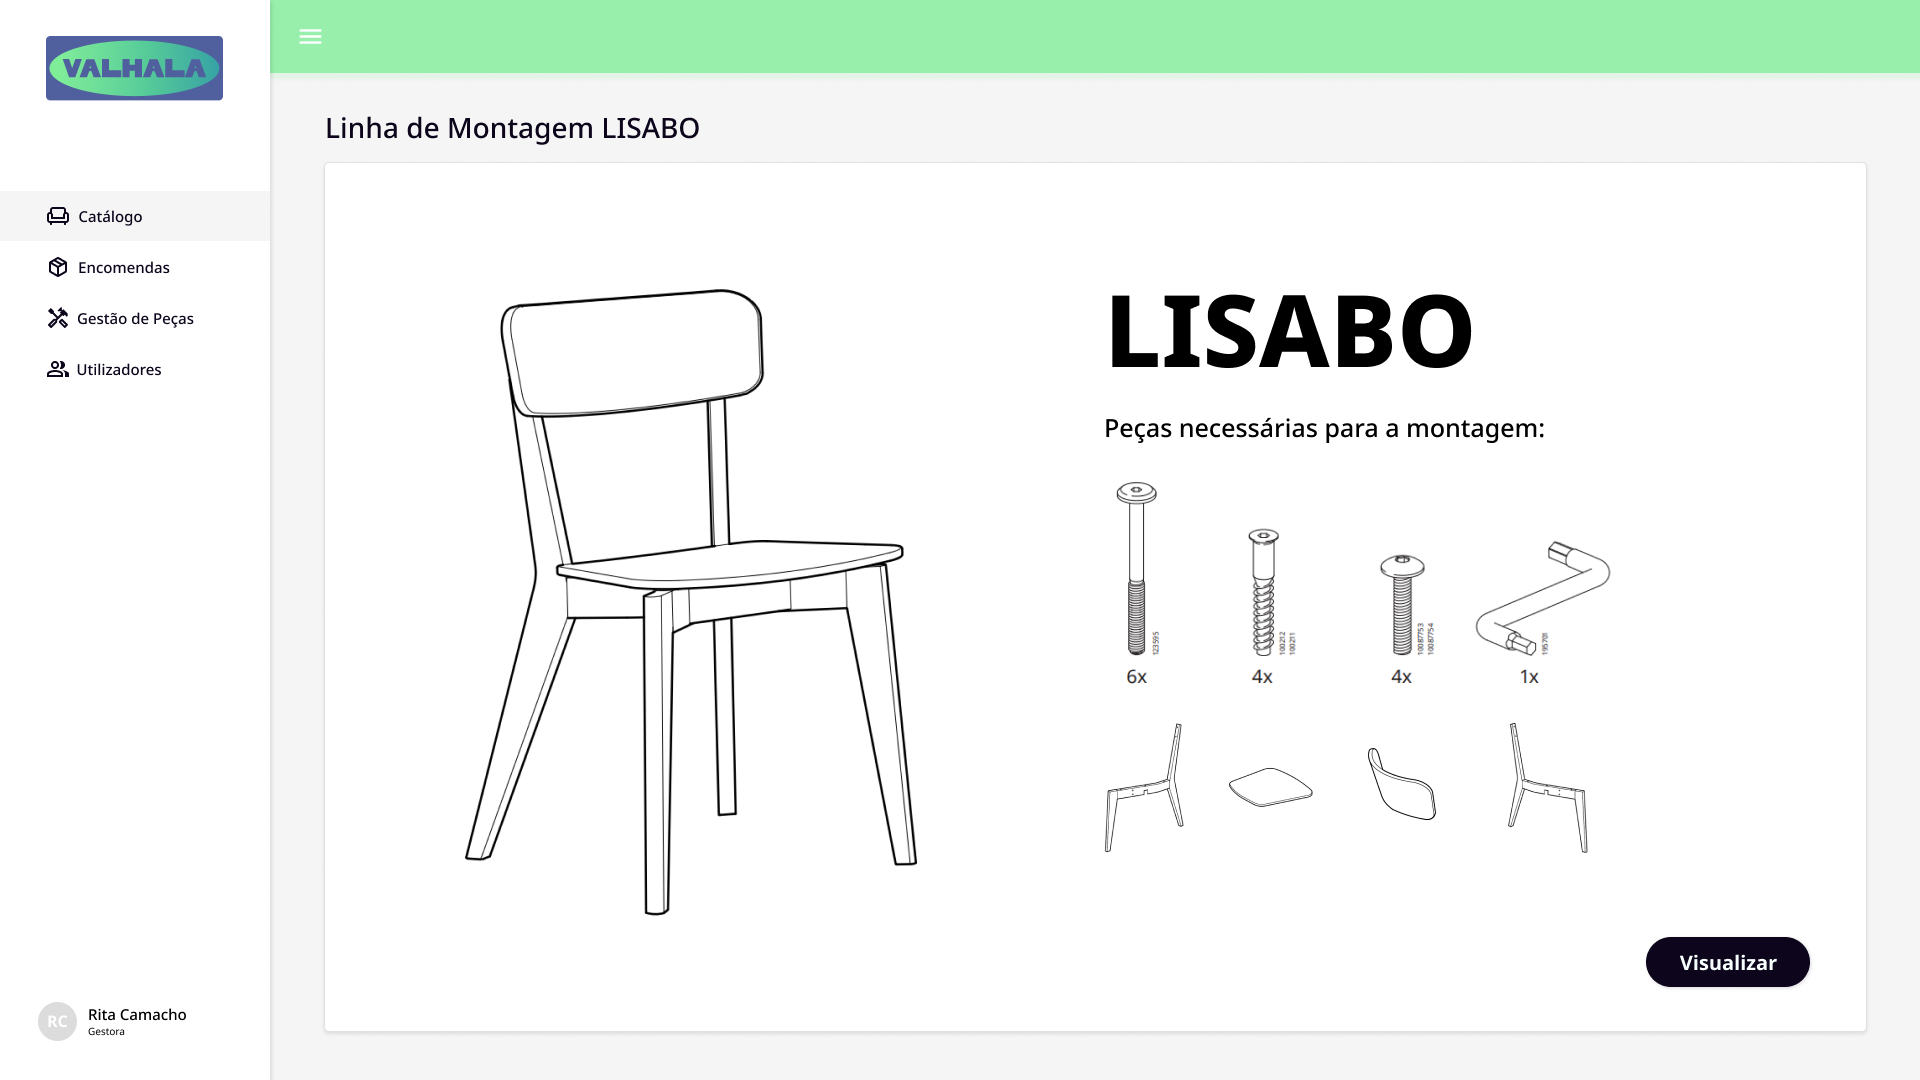 VALHALA
Catálogo
Encomendas
Gestão de Peças
Utilizadores
RC
Rita Camacho
Gestora
Linha de Montagem LISABO
LISABO
Peças necessárias para a montagem:
123595
100212
100211
10087753
10087754
195701
6x
4x
4x
1x
Visualizar